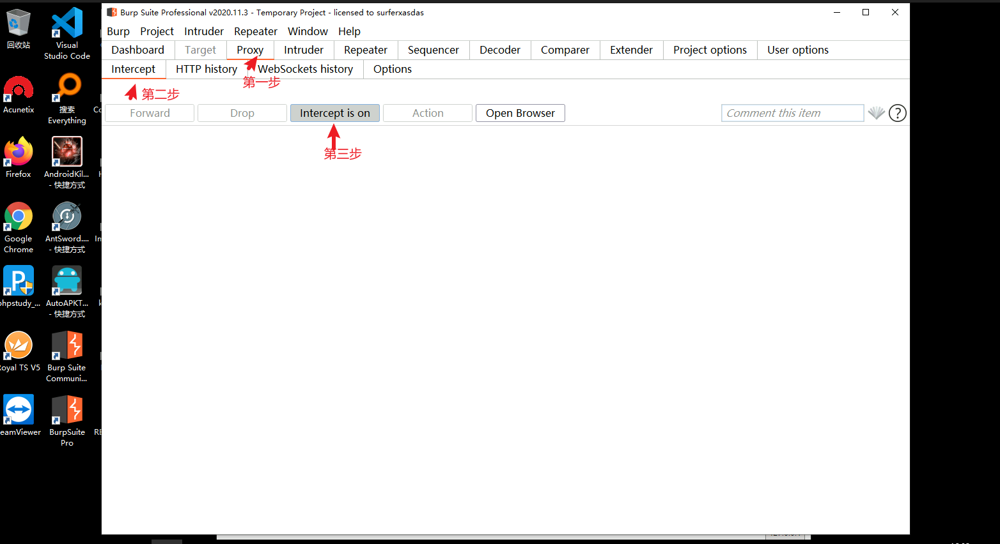 Burp Suite Professional v2020.11.3 - Temporary Project - licensed to surferxasdas
Burp Project Intruder Repeater Window Help
Dashboard Target Proxy Intruder Repeater Sequencer Decoder Comparer Extender Project options User options
Intercept HTTP history WebSockets history Options
第一步
第二步
Forward Drop Intercept is on Action Open Browser Comment this item ?
第三步
回收站
Visual
Studio Code
Acunetix
搜索
Everything
Co
Firefox
AndroidKil...
- 快捷方式
Google
Chrome
AntSword....
- 快捷方式
In
phpstudy_...
AutoAPKT...
- 快捷方式
Royal TS V5
Burp Suite
Communi...
eamViewer
BurpSuite
Pro
RE